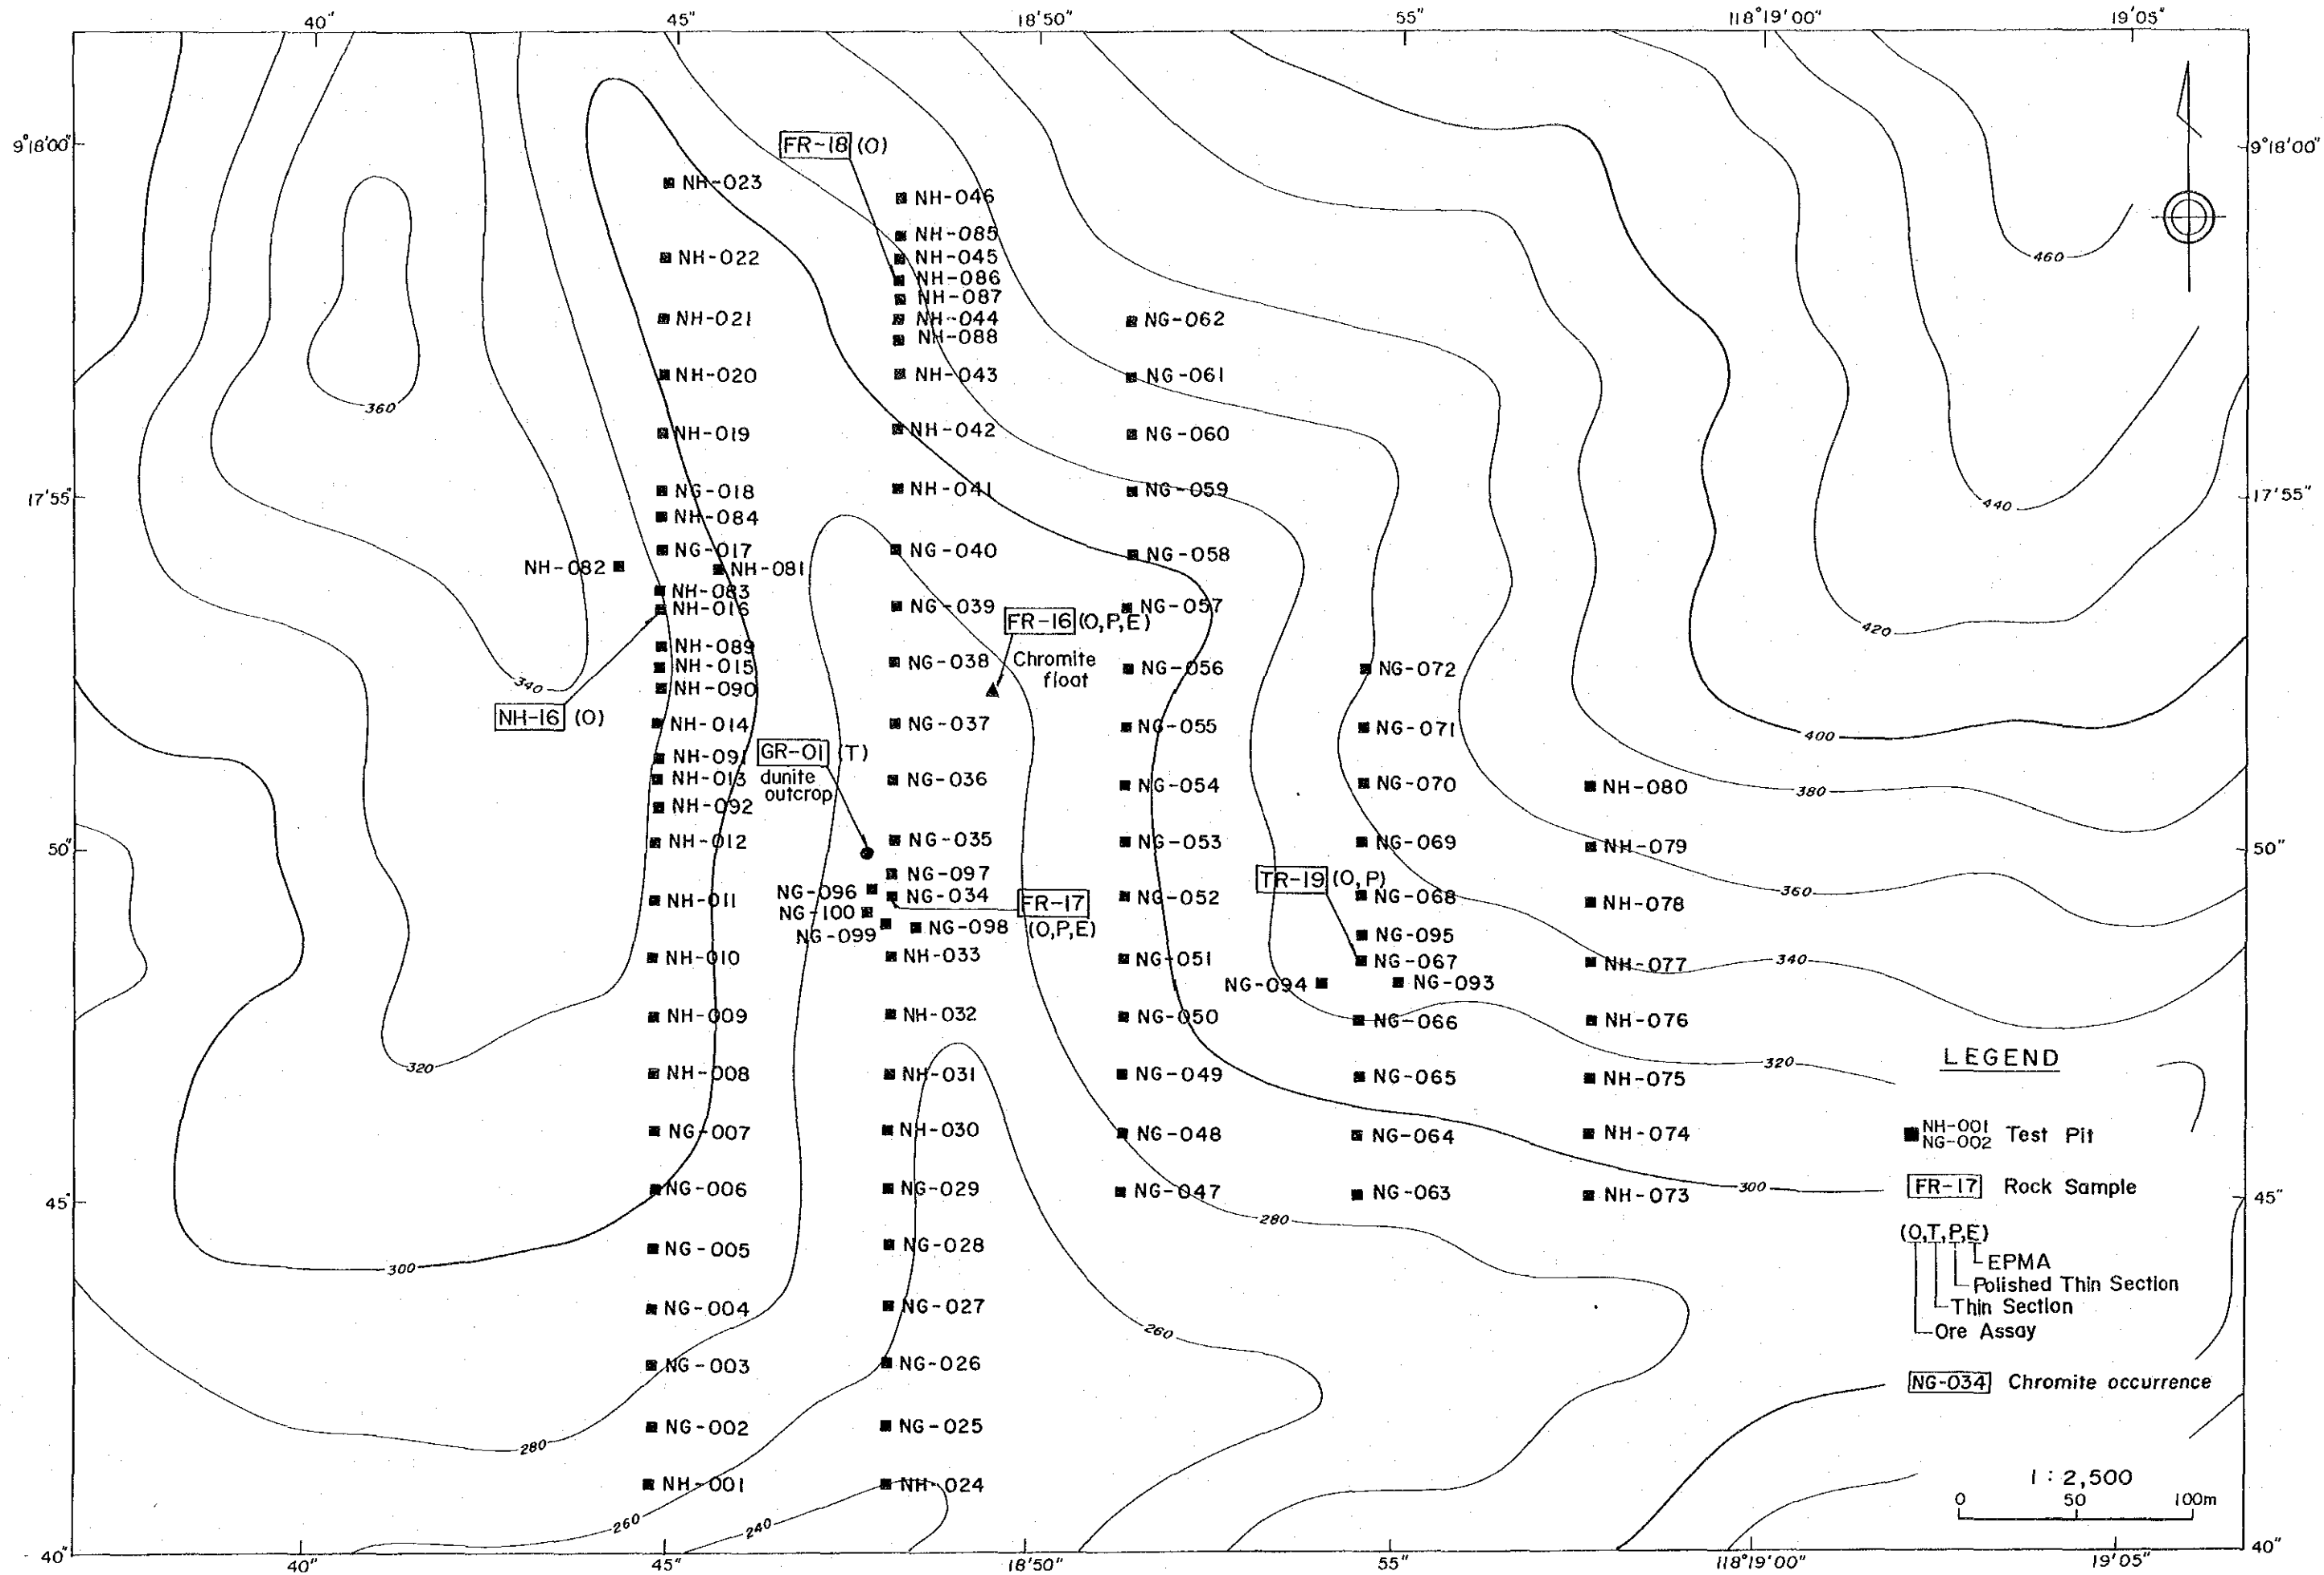 40" 45" 18'50" 55" 118°19'00" 19'05"
9°18'00" 9°18'00"
FR-18 (O)
NH-023
NH-046
NH-085
NH-022 NH-045
460
NH-086
NH-087
NH-021 NH-044 NG-062
NH-088
NH-020 NH-043 NG-061
360
NH-019 NH-042 NG-060
17'55" NG-018 NH-041 NG-059 440 17'55"
NH-084
NG-017 NG-040 NG-058
NH-082 NH-081
NH-083
NH-016 NG-039 NG-057
FR-16 (O,P,E) 420
NH-089
NH-015 NG-038 Chromite NG-056 NG-072
float
340 NH-090
NH-16 (O) NH-014 NG-037 NG-055 NG-071
400
GR-01 (T)
NH-091
NH-013 dunite NG-036 NG-054 NG-070 NH-080
outcrop 380
NH-092
50" NH-012 NG-035 NG-053 NG-069 NH-079 50"
NG-097
TR-19 (O,P)
NG-096 NG-034 NG-052 NG-068 360
NH-011 FR-17 NH-078
NG-100
NG-099 NG-098 (O,P,E) NG-095
NH-010 NH-033 NG-051 NG-067 NH-077 340
NG-094 NG-093
NH-009 NH-032 NG-050 NG-066 NH-076
LEGEND
320 320
NH-008 NH-031 NG-049 NG-065 NH-075
NG-007 NH-030 NG-048 NG-064 NH-074
NH-001
NG-002 Test Pit
45" NG-006 NG-029 NG-047 NG-063 NH-073 300 45"
FR-17 Rock Sample
280
(O,T,P,E)
NG-005 NG-028
300 EPMA
Polished Thin Section
NG-004 NG-027 Thin Section
260 Ore Assay
NG-003 NG-026
NG-034 Chromite occurrence
NG-002 NG-025
280
NH-001 NH-024 1 : 2,500
0 50 100m
260 240
40" 40"
40" 45" 18'50" 55" 118°19'00" 19'05"